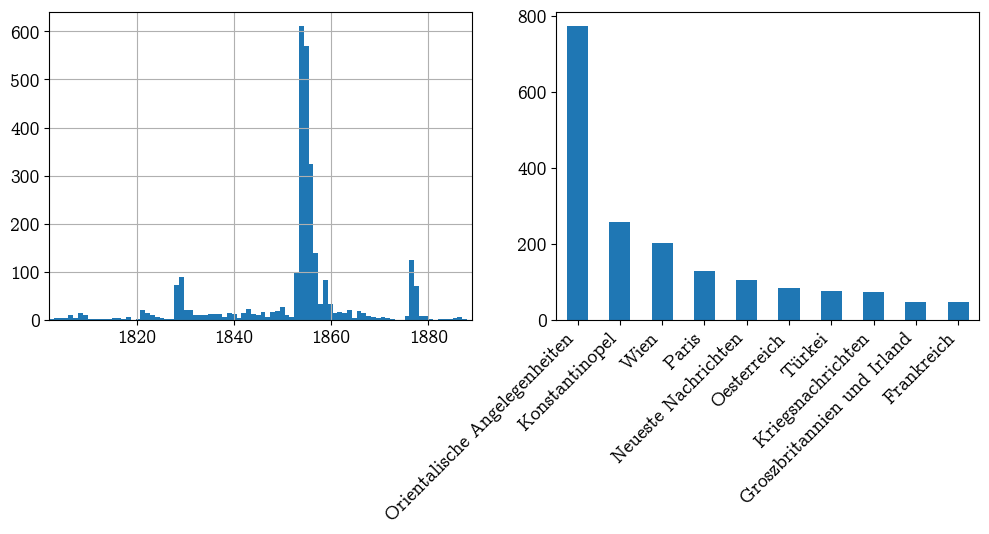 600
500
400
300
200
100
0
1820 1840 1860 1880
800
600
400
200
0
Orientalische Angelegenheiten
Konstantinopel
Wien
Paris
Neueste Nachrichten
Oesterreich
Türkei
Kriegsnachrichten
Groszbritannien und Irland
Frankreich